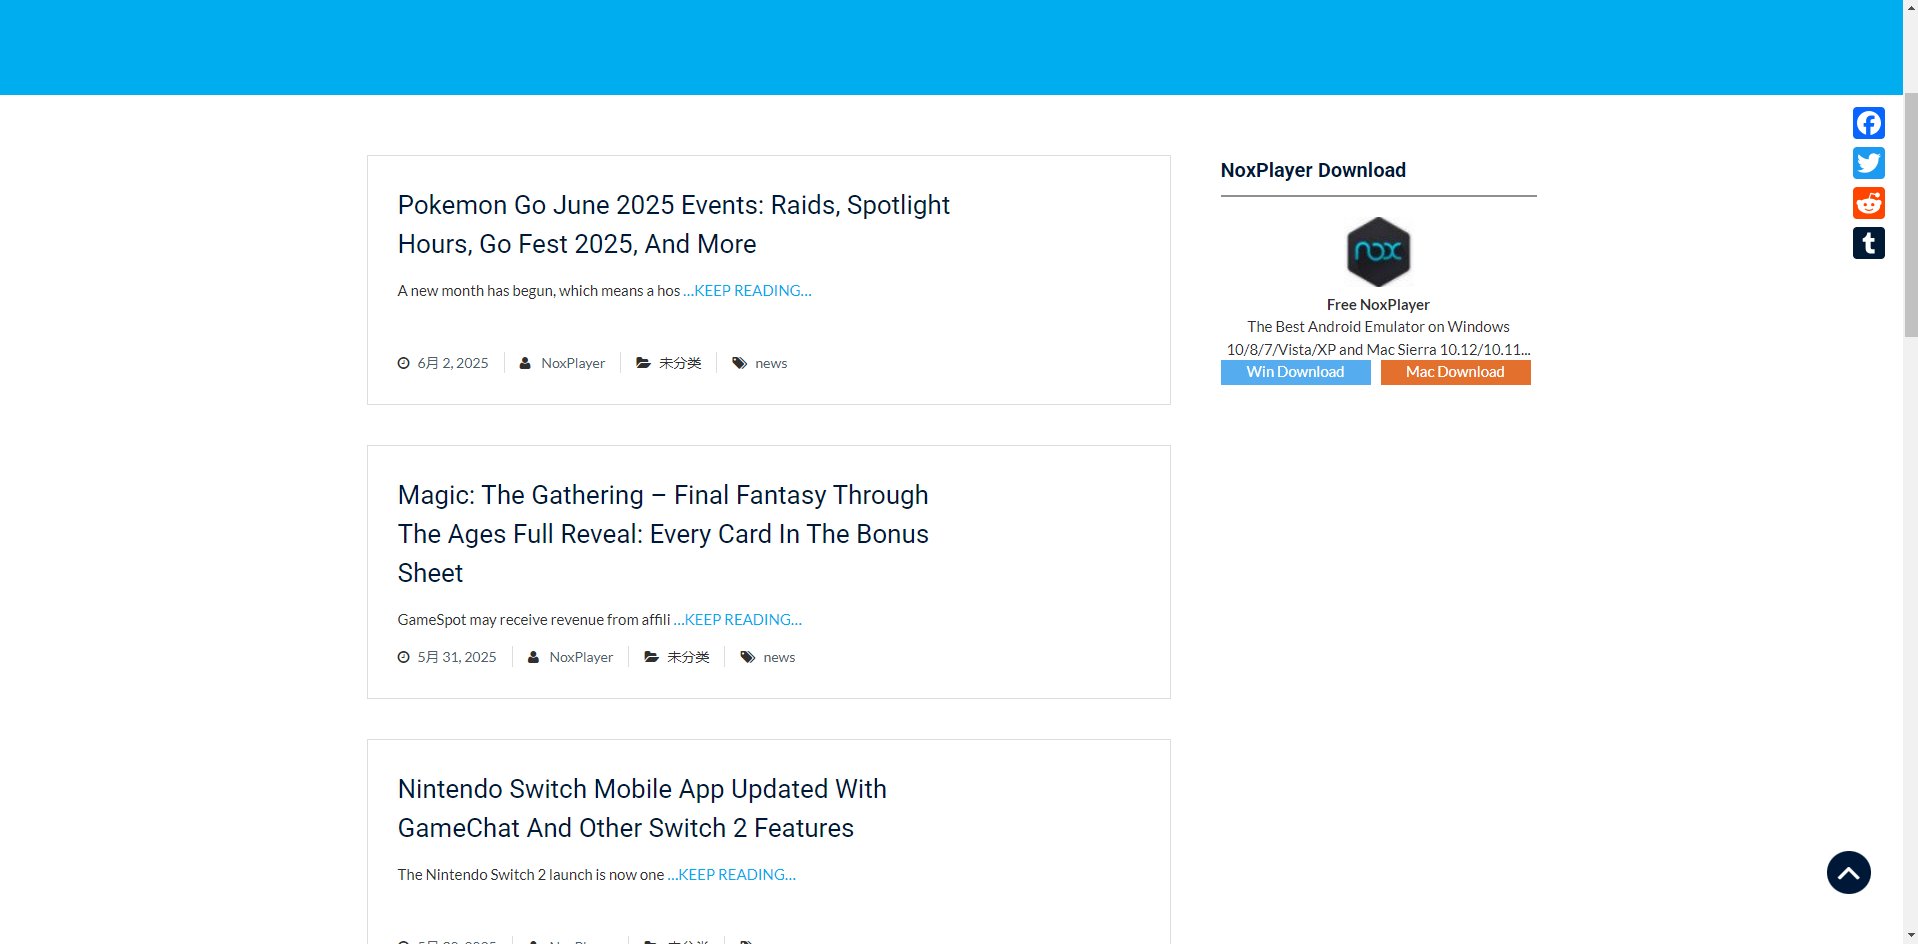 Pokemon Go June 2025 Events: Raids, Spotlight
Hours, Go Fest 2025, And More
A new month has begun, which means a hos ...KEEP READING...
6月 2, 2025 NoxPlayer 未分类 news
Magic: The Gathering – Final Fantasy Through
The Ages Full Reveal: Every Card In The Bonus
Sheet
GameSpot may receive revenue from affili ...KEEP READING...
5月 31, 2025 NoxPlayer 未分类 news
Nintendo Switch Mobile App Updated With
GameChat And Other Switch 2 Features
The Nintendo Switch 2 launch is now one ...KEEP READING...
NoxPlayer Download
nox
Free NoxPlayer
The Best Android Emulator on Windows
10/8/7/Vista/XP and Mac Sierra 10.12/10.11...
Win Download Mac Download